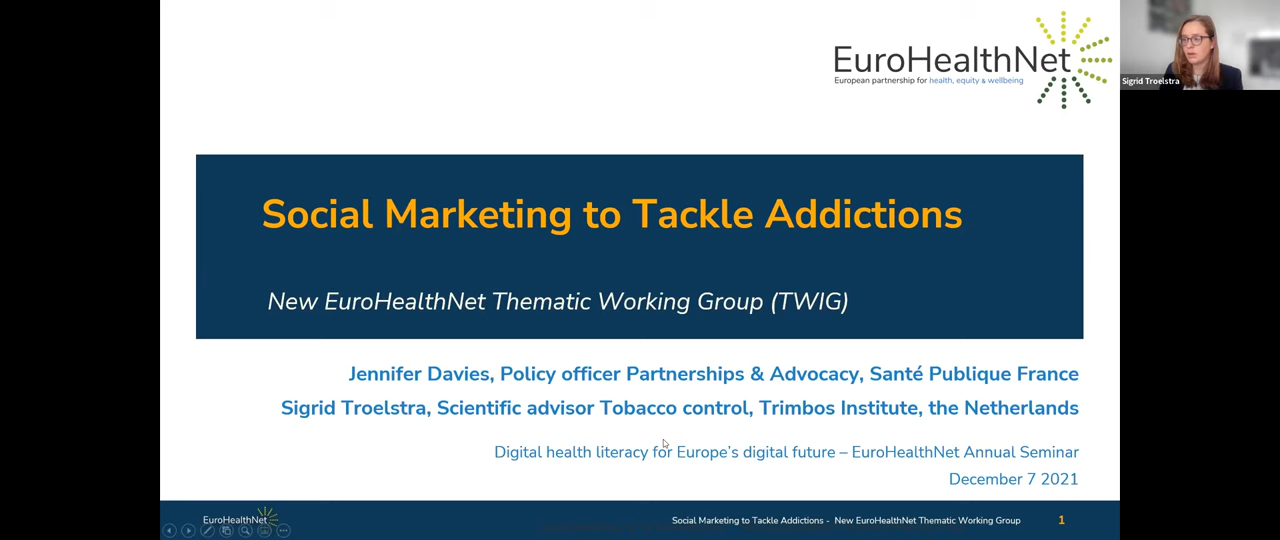 EuroHealthNet
European partnership for health, equity & wellbeing
Sigrid Troelstra
Social Marketing to Tackle Addictions
New EuroHealthNet Thematic Working Group (TWIG)
Jennifer Davies, Policy officer Partnerships & Advocacy, Santé Publique France
Sigrid Troelstra, Scientific advisor Tobacco control, Trimbos Institute, the Netherlands
Digital health literacy for Europe’s digital future – EuroHealthNet Annual Seminar
December 7 2021
EuroHealthNet
Social Marketing to Tackle Addictions - New EuroHealthNet Thematic Working Group
1